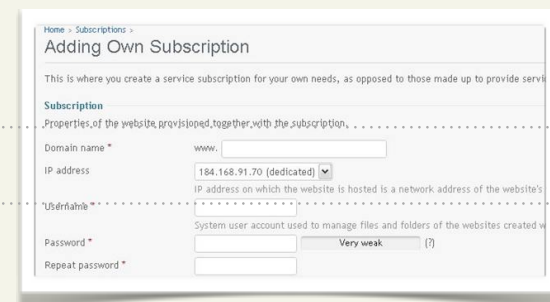 Home > Subscriptions >
Adding Own Subscription
This is where you create a service subscription for your own needs, as opposed to those made up to provide servi
Subscription
Properties of the website provisioned together with the subscription.
Domain name * www.
IP address 184.168.91.70 (dedicated)
IP address on which the website is hosted is a network address of the website's
Username *
System user account used to manage files and folders of the websites created w
Password * Very weak (?)
Repeat password *